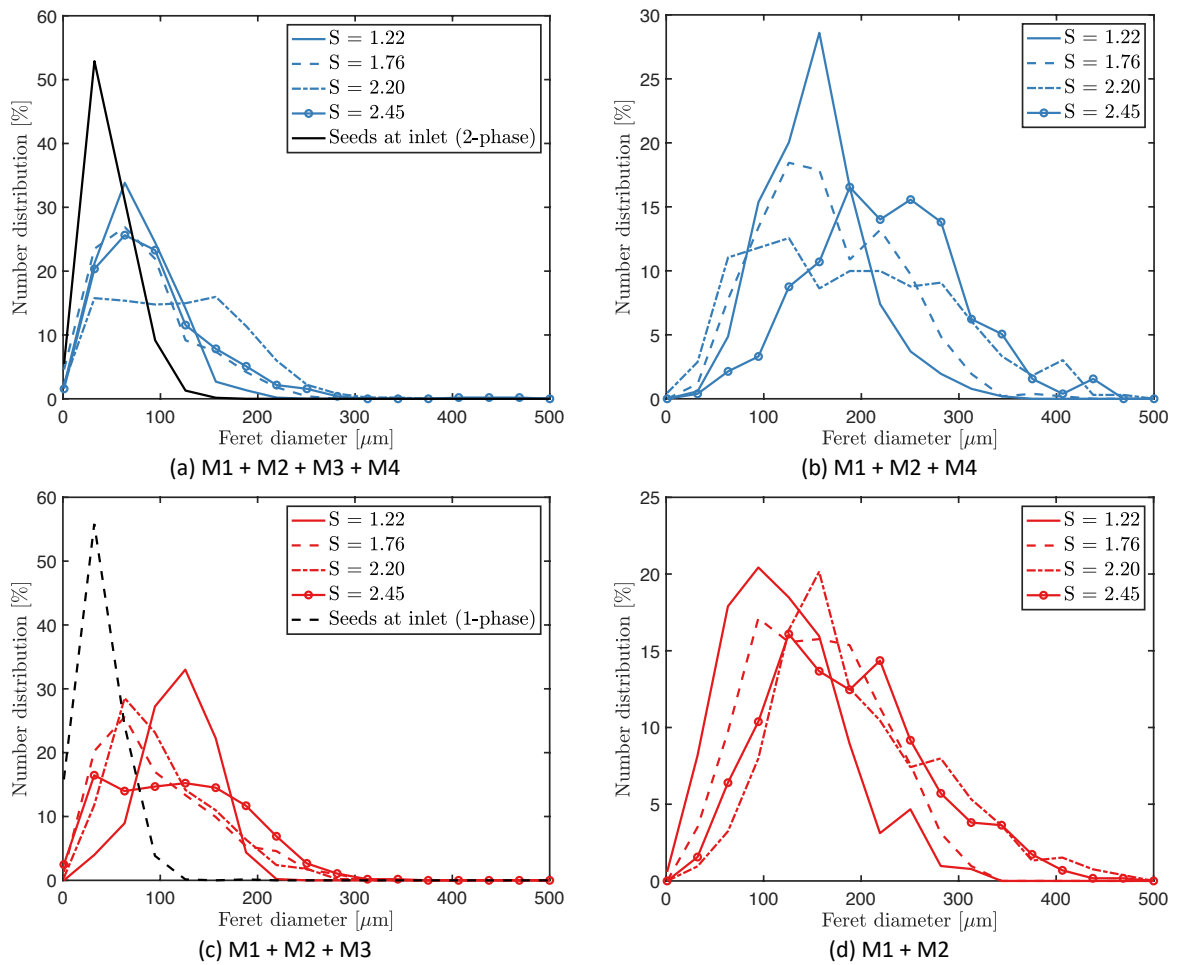 60
50
40
30
20
10
0
Number distribution [%]
S = 1.22
S = 1.76
S = 2.20
S = 2.45
Seeds at inlet (2-phase)
0 100 200 300 400 500
Feret diameter [μm]
(a) M1 + M2 + M3 + M4
30
25
20
15
10
5
0
Number distribution [%]
S = 1.22
S = 1.76
S = 2.20
S = 2.45
0 100 200 300 400 500
Feret diameter [μm]
(b) M1 + M2 + M4
60
50
40
30
20
10
0
Number distribution [%]
S = 1.22
S = 1.76
S = 2.20
S = 2.45
Seeds at inlet (1-phase)
0 100 200 300 400 500
Feret diameter [μm]
(c) M1 + M2 + M3
25
20
15
10
5
0
Number distribution [%]
S = 1.22
S = 1.76
S = 2.20
S = 2.45
0 100 200 300 400 500
Feret diameter [μm]
(d) M1 + M2